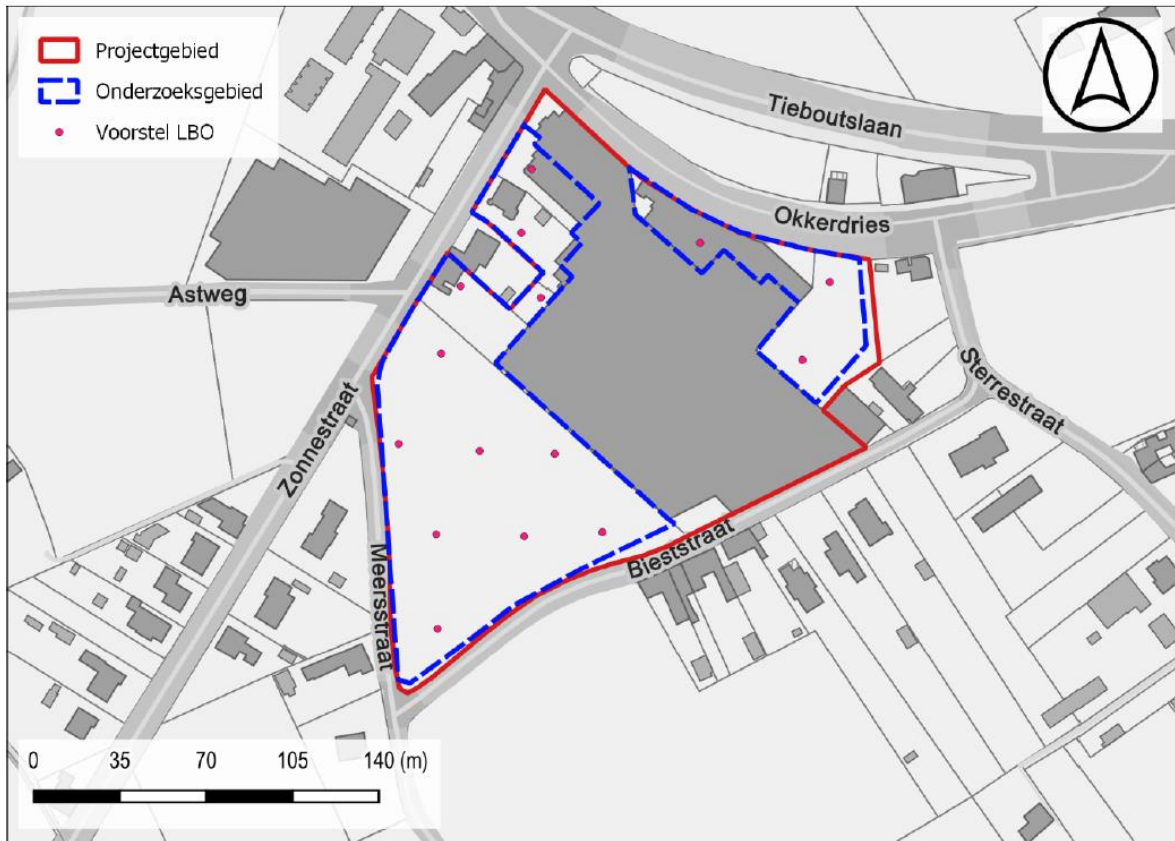 Projectgebied
Onderzoeksgebied
Voorstel LBO
Tieboutslaan
Okkerdries
Astweg
Zonnestraat
Sterrestraat
Meersstraat
Bieststraat
0 35 70 105 140 (m)